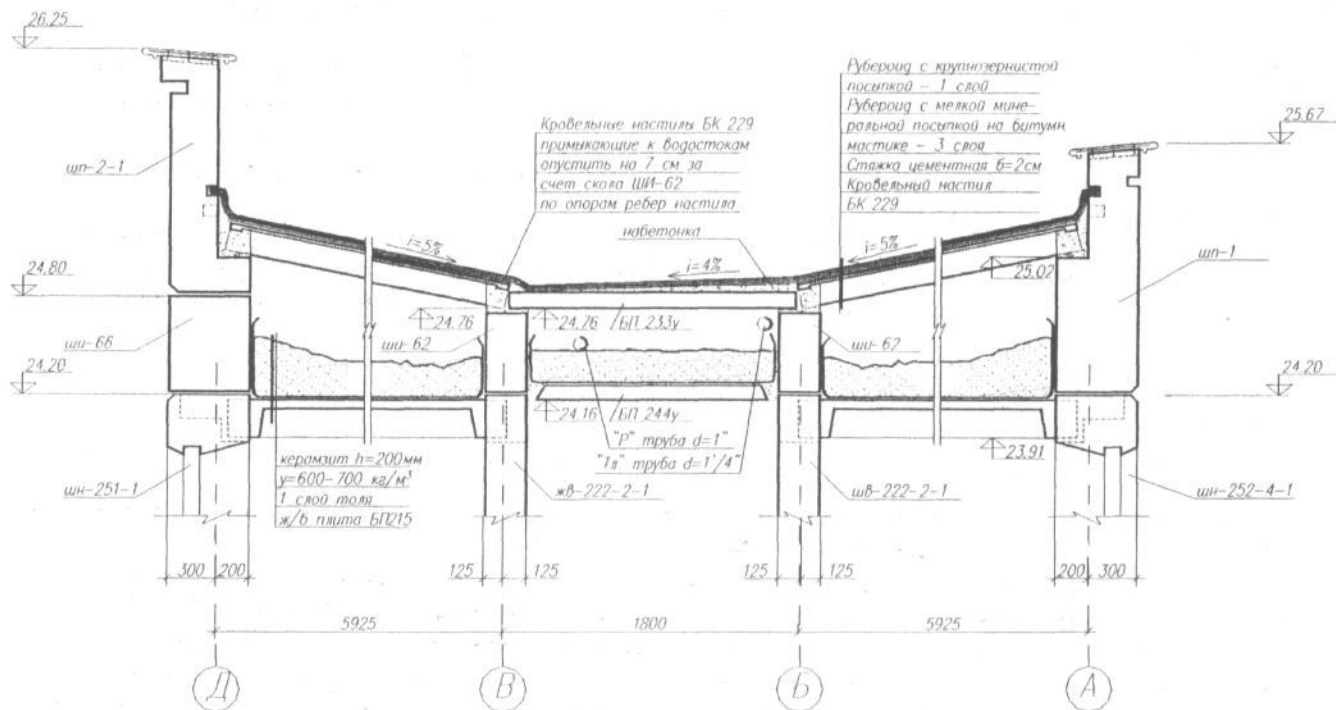 26.25
Рубероид с крупнозернистой
посыпкой - 1 слой
Рубероид с мелкой мине-
ральной посыпкой на битумн
мастике - 3 слоя
Стяжка цементная б=2см
Кровельный настил
БК 229
25.67
Кровельные настилы БК 229
примыкающие к водостокам
опустить на 7 см за
счет скола ШИ-62
по опорам ребер настила
шп-2-1
набетонка
i=5%
i=4%
i=5%
шп-1
25.02
24.80
24.76
24.76
БП 233у
ши-66
ши-62
ши-62
24.20
24.20
24.16
БП 244у
"Р" труба d=1"
"Тл" труба d=1'/4"
23.91
керамзит h=200мм
γ=600-700 кг/м³
1 слой толя
ж/б плита БП215
шн-251-1
жв-222-2-1
шв-222-2-1
шн-252-4-1
300
200
125
125
125
125
200
300
5925
1800
5925
Д
В
Б
А